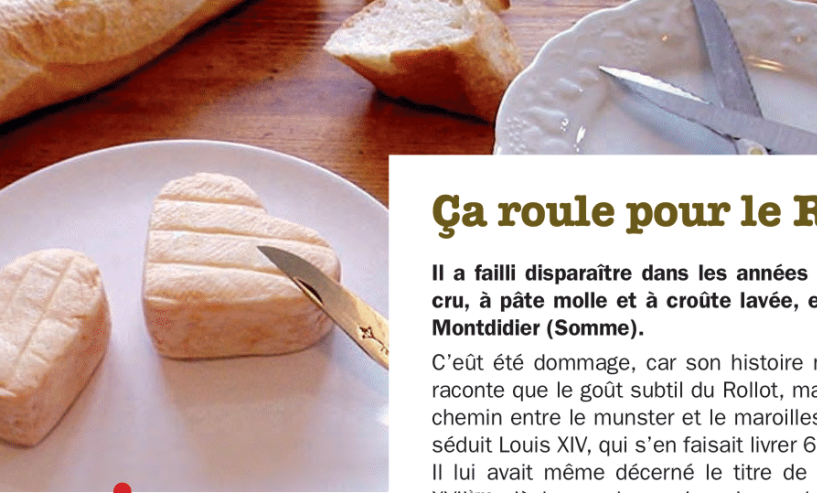 Ça roule pour le R
Il a failli disparaître dans les années
cru, à pâte molle et à croûte lavée, e
Montdidier (Somme).
C'eût été dommage, car son histoire r
raconte que le goût subtil du Rollot, ma
chemin entre le munster et le maroilles
séduit Louis XIV, qui s'en faisait livrer 6
Il lui avait même décerné le titre de